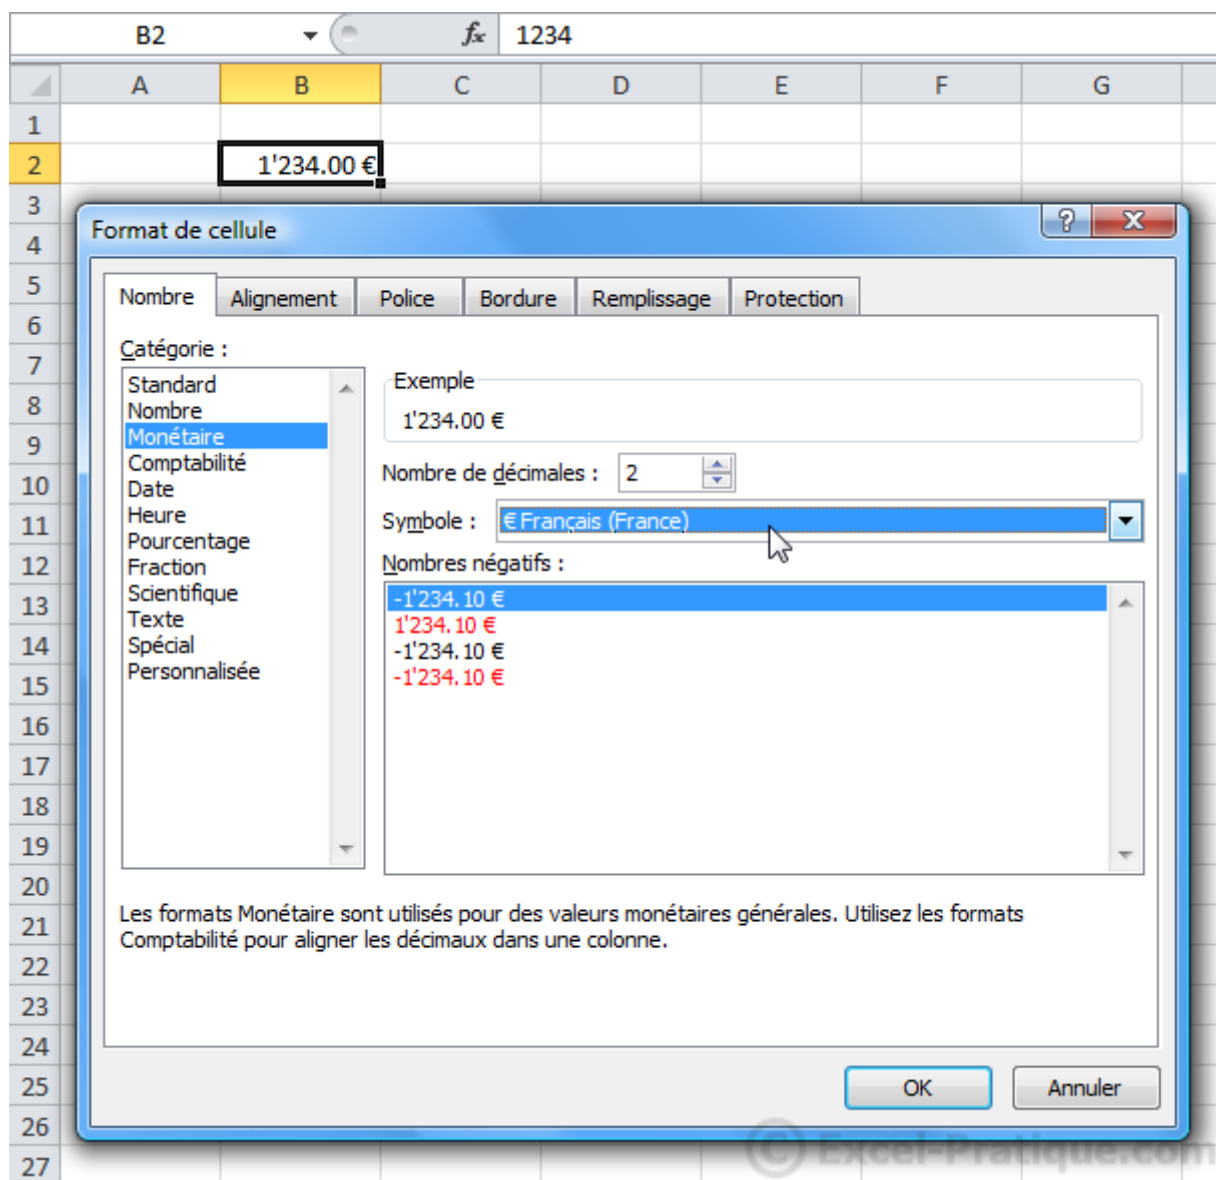 B2 fx 1234
A B C D E F G
1
2 1'234.00 €
3
4
5
6
7
8
9
10
11
12
13
14
15
16
17
18
19
20
21
22
23
24
25
26
27
Format de cellule
Nombre Alignement Police Bordure Remplissage Protection
Catégorie :
Standard
Nombre
Monétaire
Comptabilité
Date
Heure
Pourcentage
Fraction
Scientifique
Texte
Spécial
Personnalisée
Exemple
1'234.00 €
Nombre de décimales : 2
Symbole : € Français (France)
Nombres négatifs :
-1'234.10 €
1'234.10 €
-1'234.10 €
-1'234.10 €
Les formats Monétaire sont utilisés pour des valeurs monétaires générales. Utilisez les formats
Comptabilité pour aligner les décimaux dans une colonne.
OK Annuler
© Excel-Pratique.com